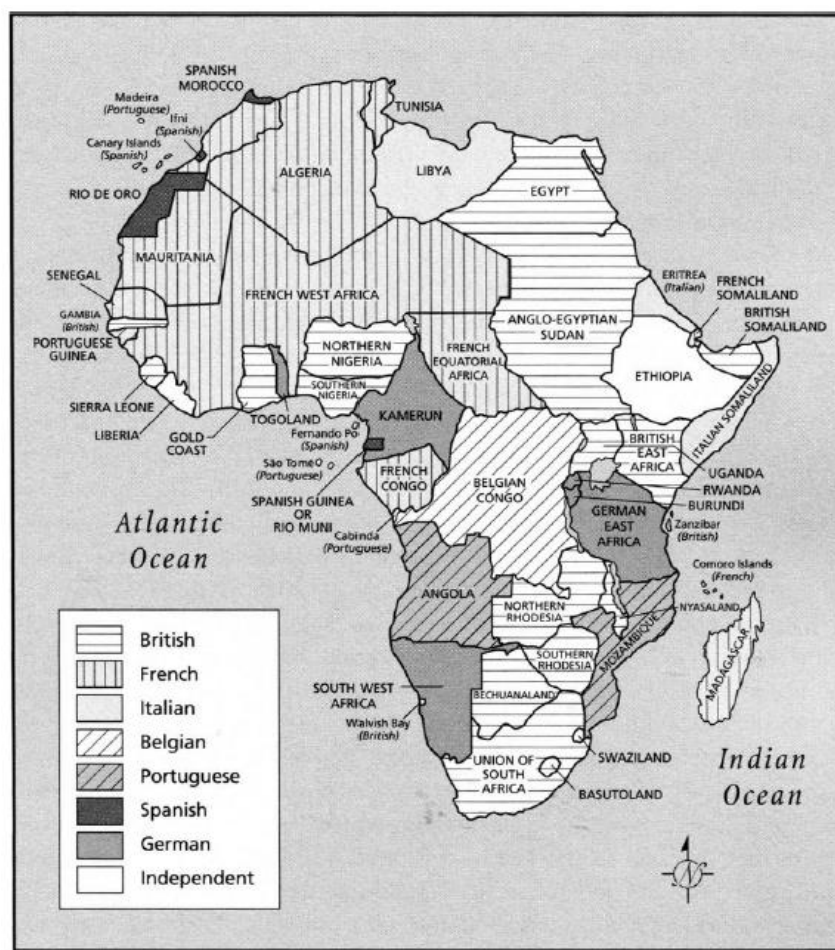 SPANISH
MOROCCO
Madeira
(Portuguese)
Ifni
(Spanish)
Canary Islands
(Spanish)
TUNISIA
ALGERIA
LIBYA
EGYPT
RIO DE ORO
MAURITANIA
SENEGAL
FRENCH WEST AFRICA
GAMBIA
(British)
PORTUGUESE
GUINEA
ERITREA
(Italian)
FRENCH
SOMALILAND
BRITISH
SOMALILAND
ANGLO-EGYPTIAN
SUDAN
NORTHERN
NIGERIA
FRENCH
EQUATORIAL
AFRICA
SOUTHERN
NIGERIA
ETHIOPIA
SIERRA LEONE
LIBERIA
GOLD
COAST
TOGOLAND
KAMERUN
Fernando Po
(Spanish)
ITALIAN SOMALILAND
BRITISH
EAST
AFRICA
UGANDA
São Tomé
(Portuguese)
FRENCH
CONGO
BELGIAN
CONGO
RWANDA
BURUNDI
SPANISH GUINEA
OR
RIO MUNI
GERMAN
EAST
AFRICA
Zanzibar
(British)
Atlantic
Ocean
Cabinda
(Portuguese)
Comoro Islands
(French)
ANGOLA
NORTHERN
RHODESIA
NYASALAND
MOZAMBIQUE
MADAGASCAR
SOUTHERN
RHODESIA
SOUTH WEST
AFRICA
BECHUANALAND
Walvish Bay
(British)
UNION OF
SOUTH
AFRICA
SWAZILAND
BASUTOLAND
Indian
Ocean
British
French
Italian
Belgian
Portuguese
Spanish
German
Independent
N